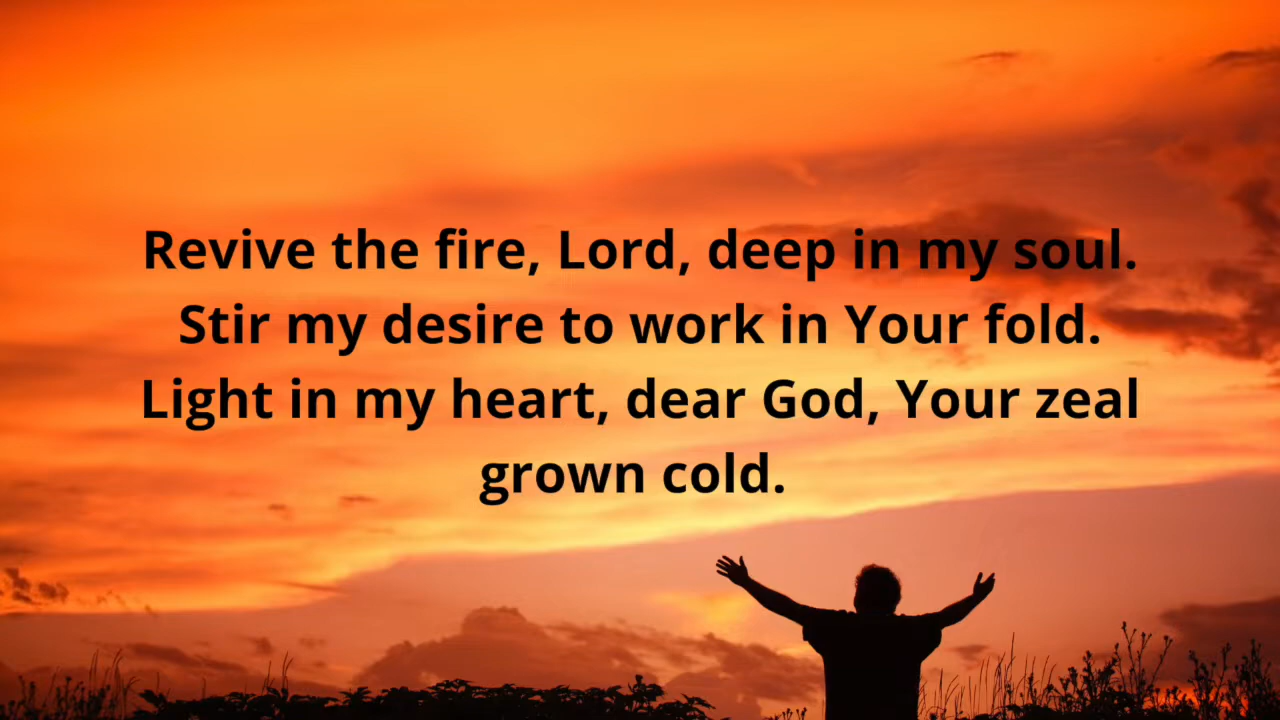 Revive the fire, Lord, deep in my soul.
Stir my desire to work in Your fold.
Light in my heart, dear God, Your zeal
grown cold.